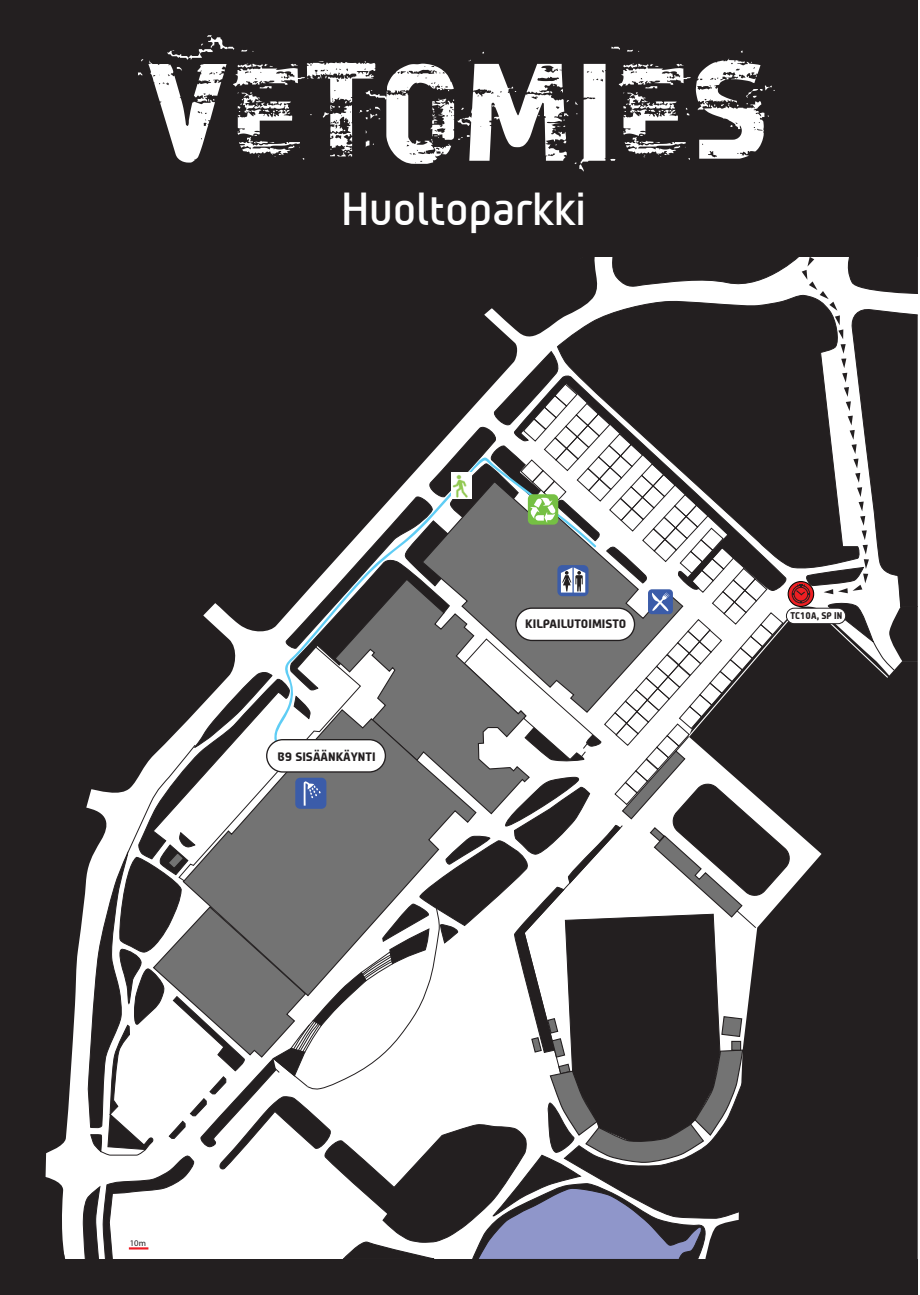 VETOMIES
Huoltoparkki
TC10A, SP IN
KILPAILUTOIMISTO
B9 SISÄÄNKÄYNTI
10m